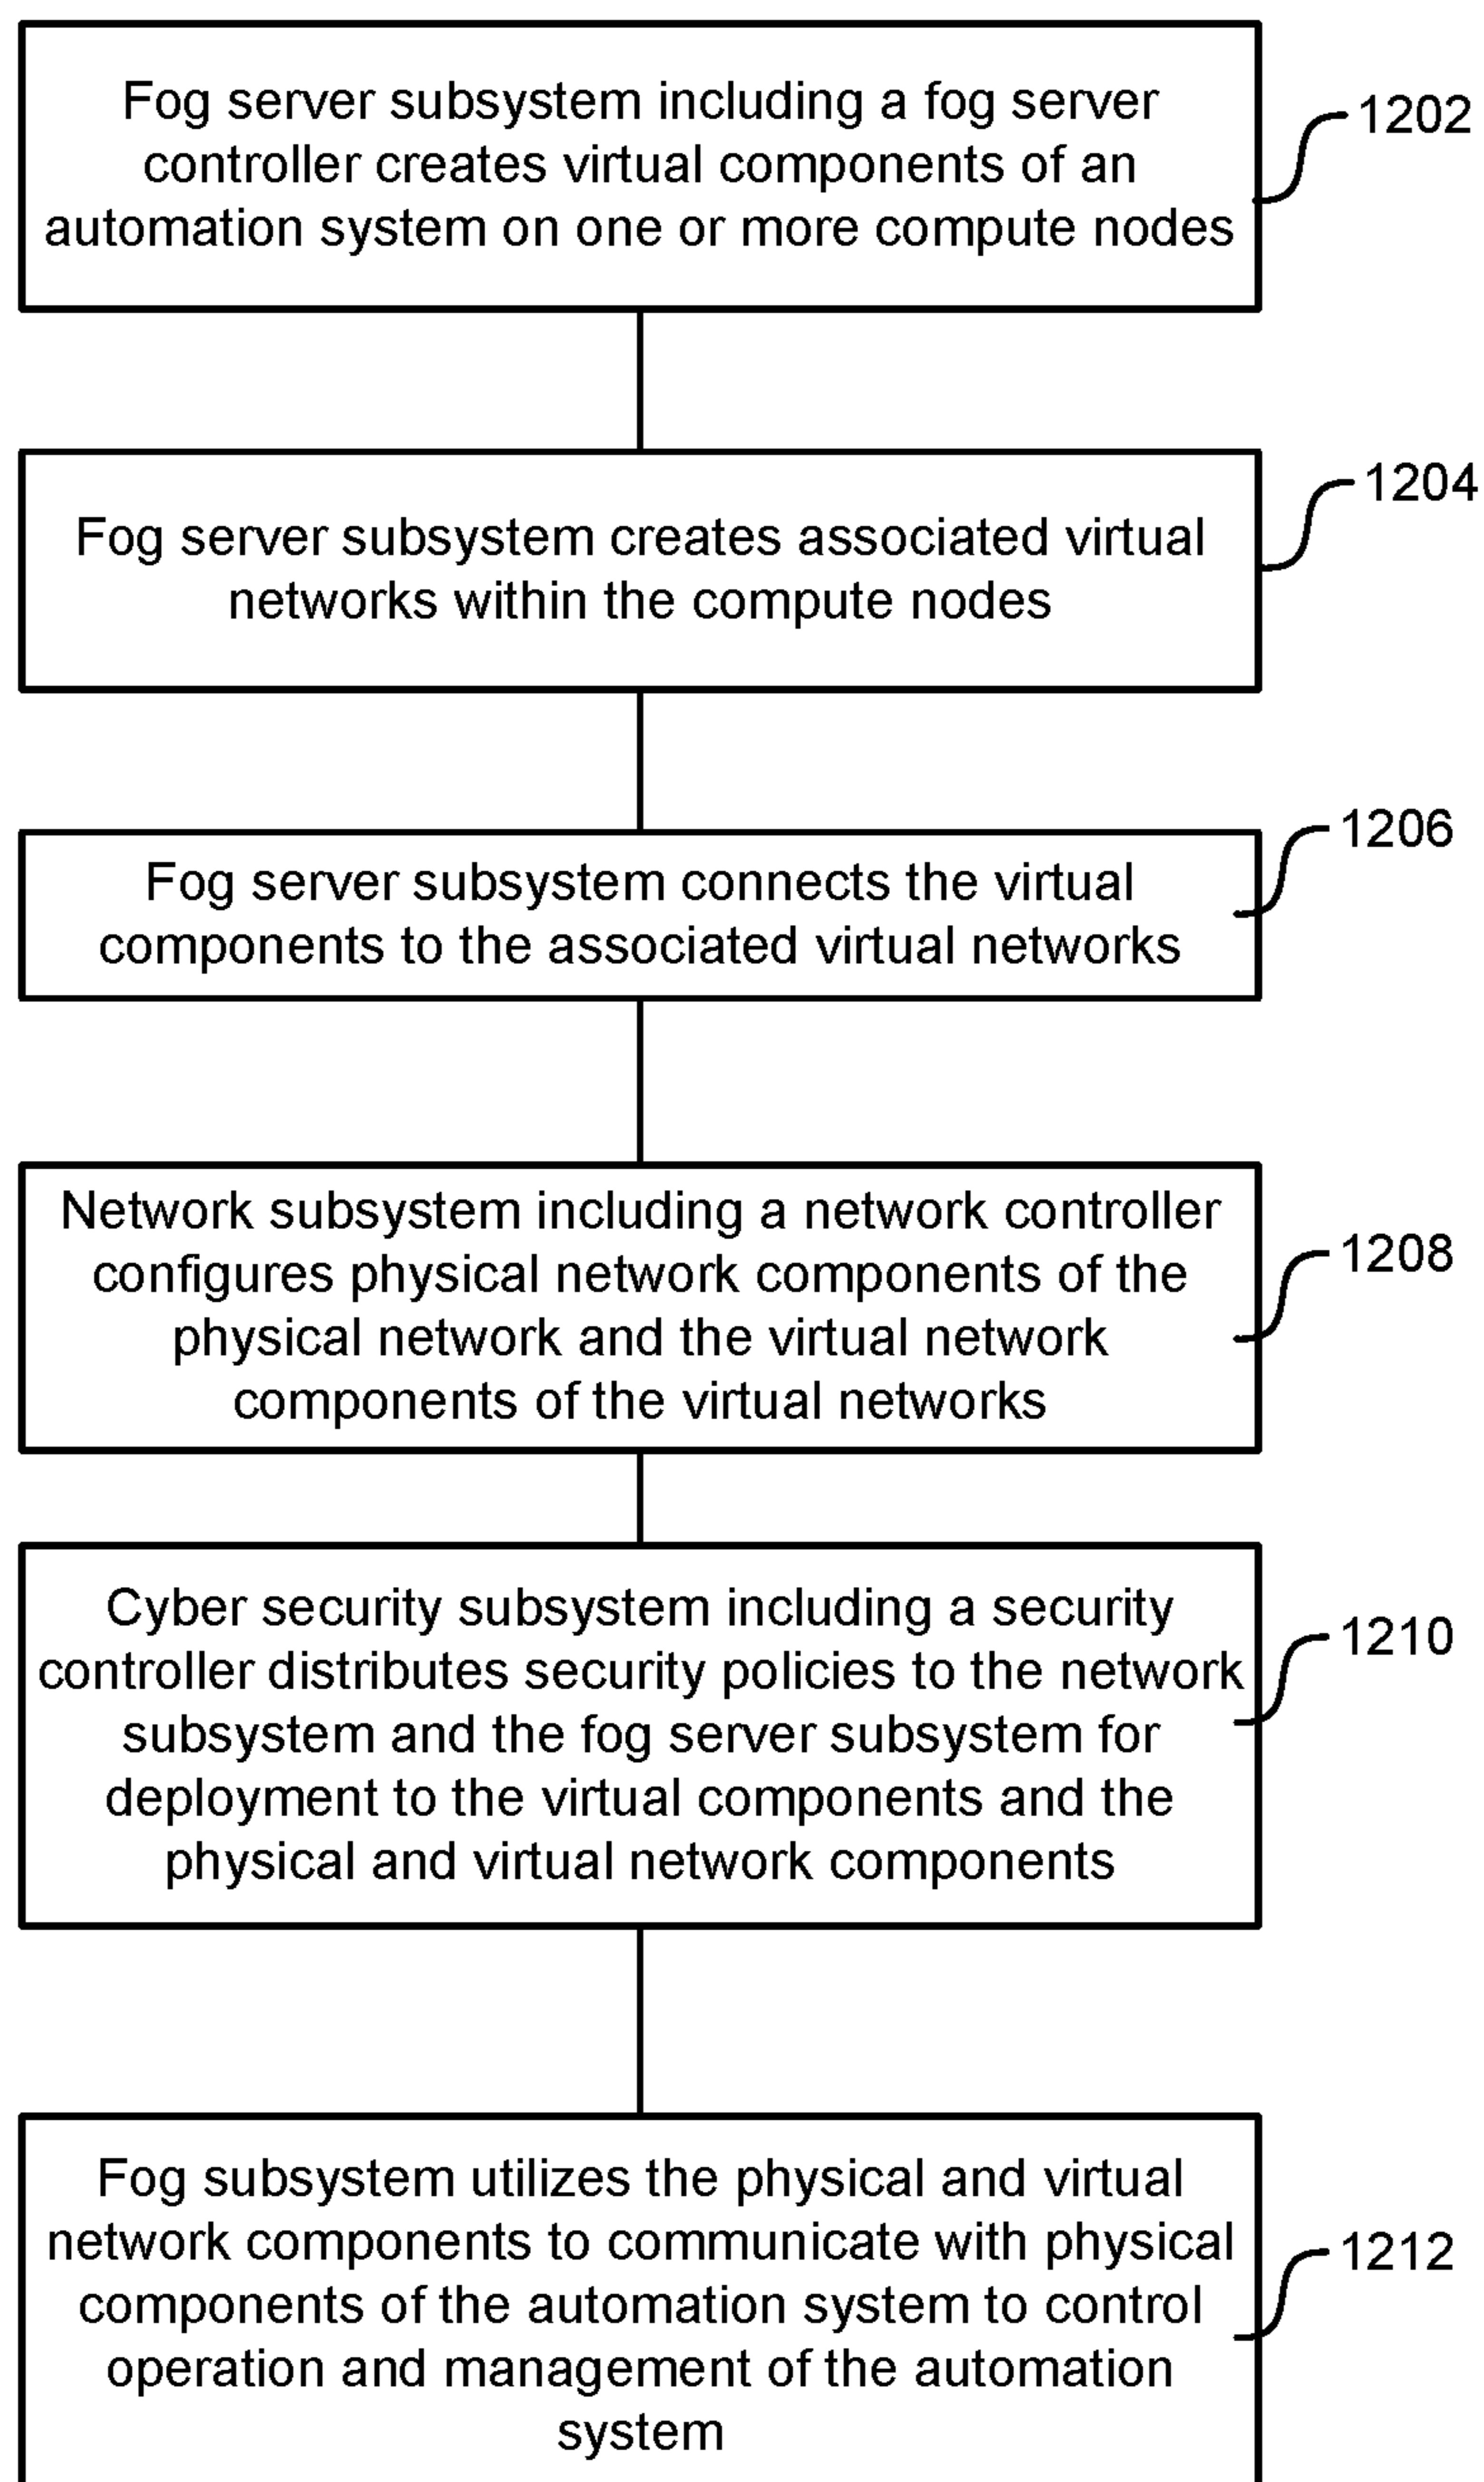 Fog server subsystem including a fog server
controller creates virtual components of an
automation system on one or more compute nodes
1202
Fog server subsystem creates associated virtual
networks within the compute nodes
1204
Fog server subsystem connects the virtual
components to the associated virtual networks
1206
Network subsystem including a network controller
configures physical network components of the
physical network and the virtual network
components of the virtual networks
1208
Cyber security subsystem including a security
controller distributes security policies to the network
subsystem and the fog server subsystem for
deployment to the virtual components and the
physical and virtual network components
1210
Fog subsystem utilizes the physical and virtual
network components to communicate with physical
components of the automation system to control
operation and management of the automation
system
1212